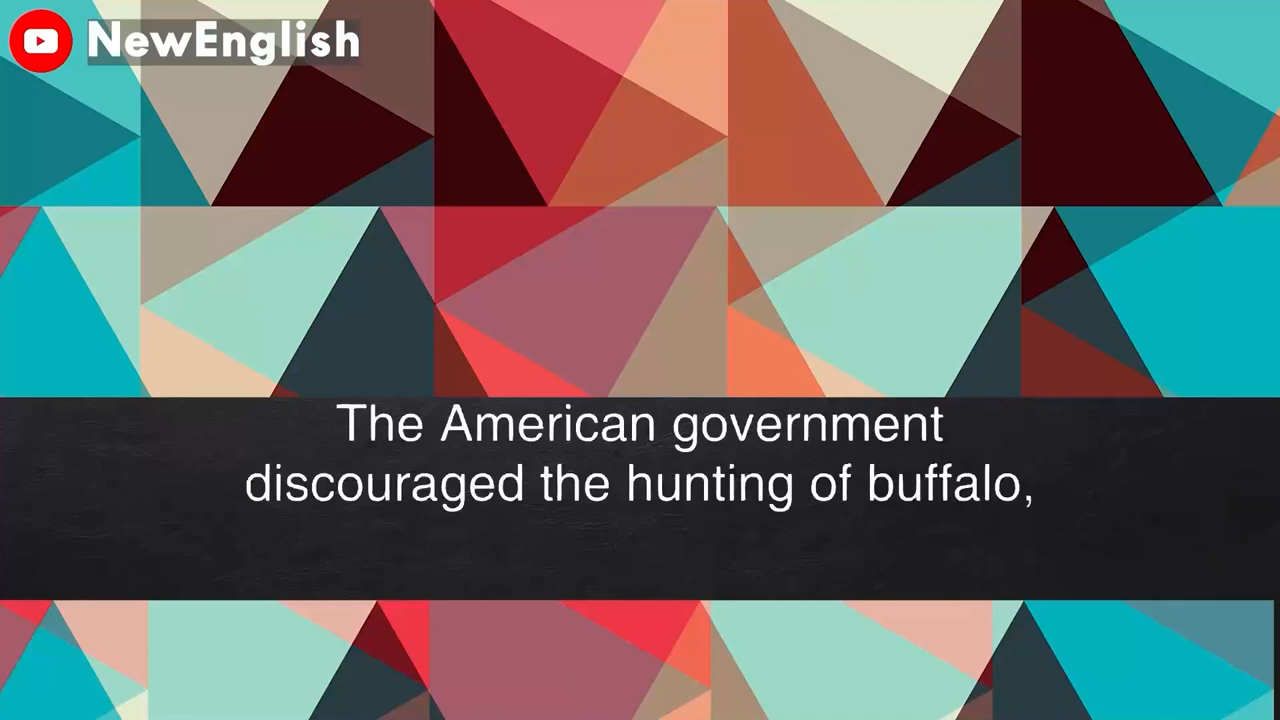 NewEnglish
The American government
discouraged the hunting of buffalo,